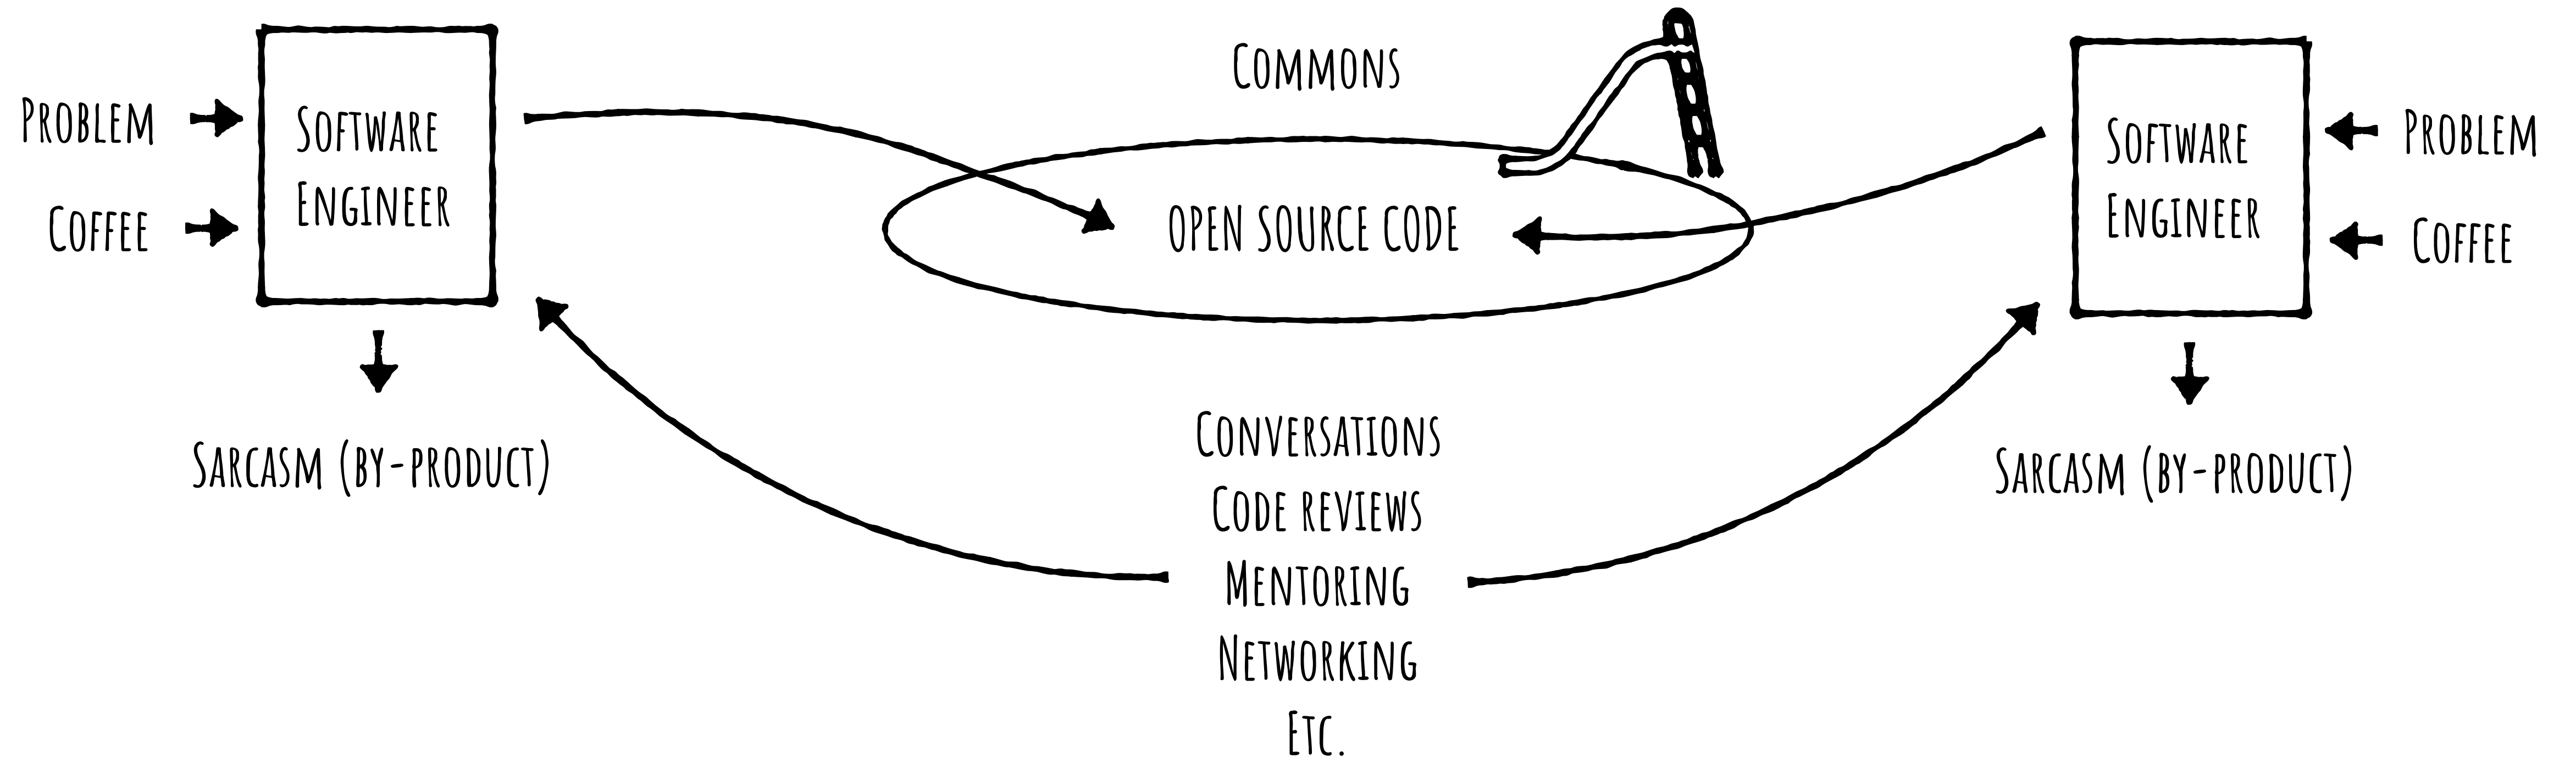 Problem
Coffee
Software
Engineer
Sarcasm (by-product)
Commons
OPEN SOURCE CODE
Conversations
Code reviews
Mentoring
Networking
Etc.
Software
Engineer
Problem
Coffee
Sarcasm (by-product)